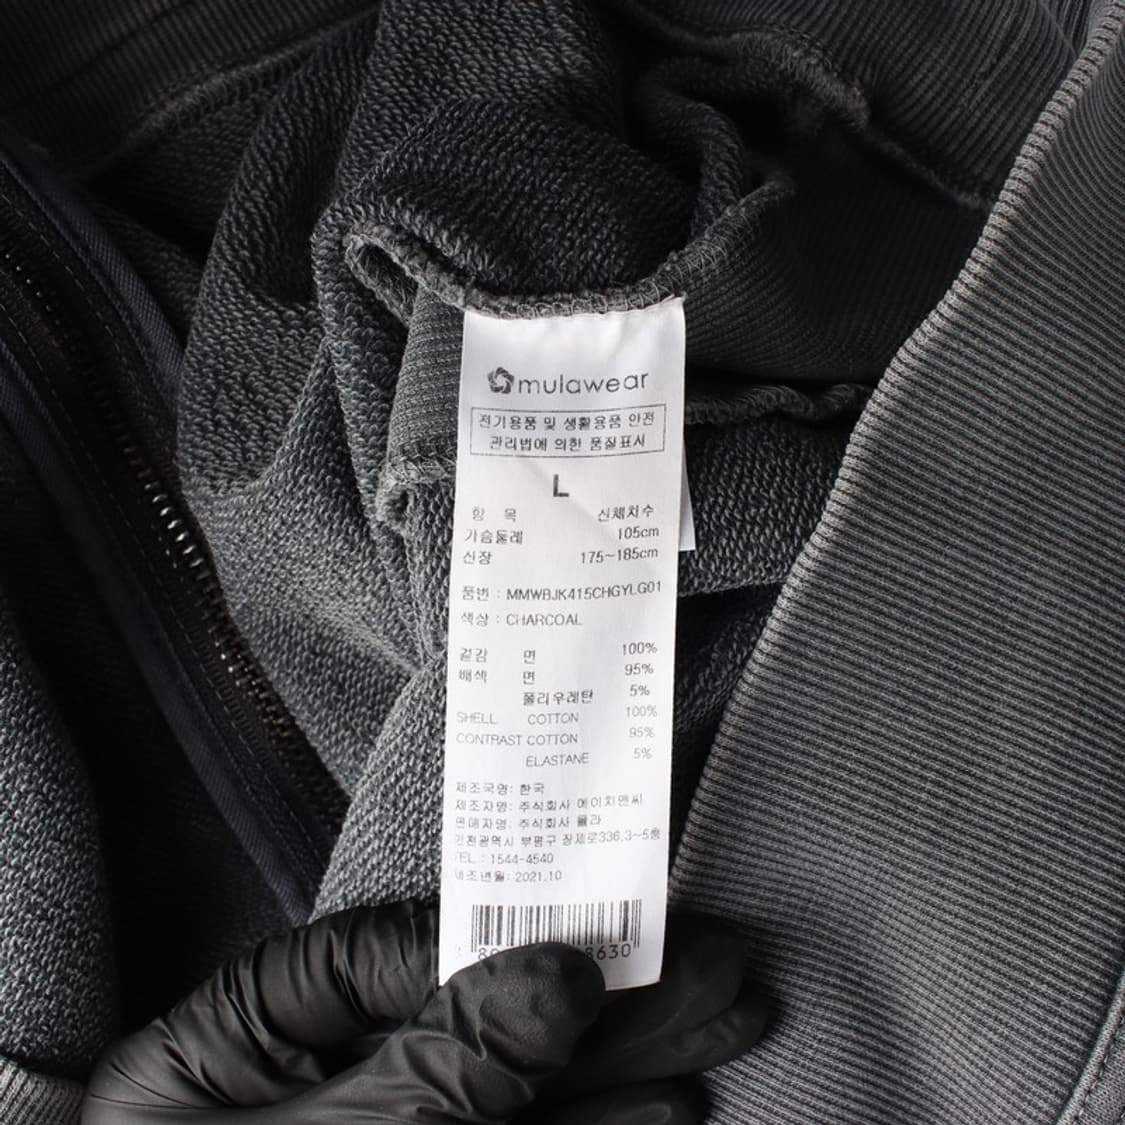 mulawear
전기용품 및 생활용품 안전
관리법에 의한 품질표시
L
항 목 신체치수
가슴둘레 105cm
신장 175~185cm
품번 : MMWBJK415CHGYLG01
색상 : CHARCOAL
겉감 면 100%
배색 면 95%
폴리우레탄 5%
SHELL COTTON 100%
CONTRAST COTTON 95%
ELASTANE 5%
제조국명: 한국
제조자명: 주식회사 에이치앤씨
판매자명: 주식회사 뮬라
인천광역시 부평구 장제로336,3~5층
TEL : 1544-4540
제조년월: 2021.10
8630